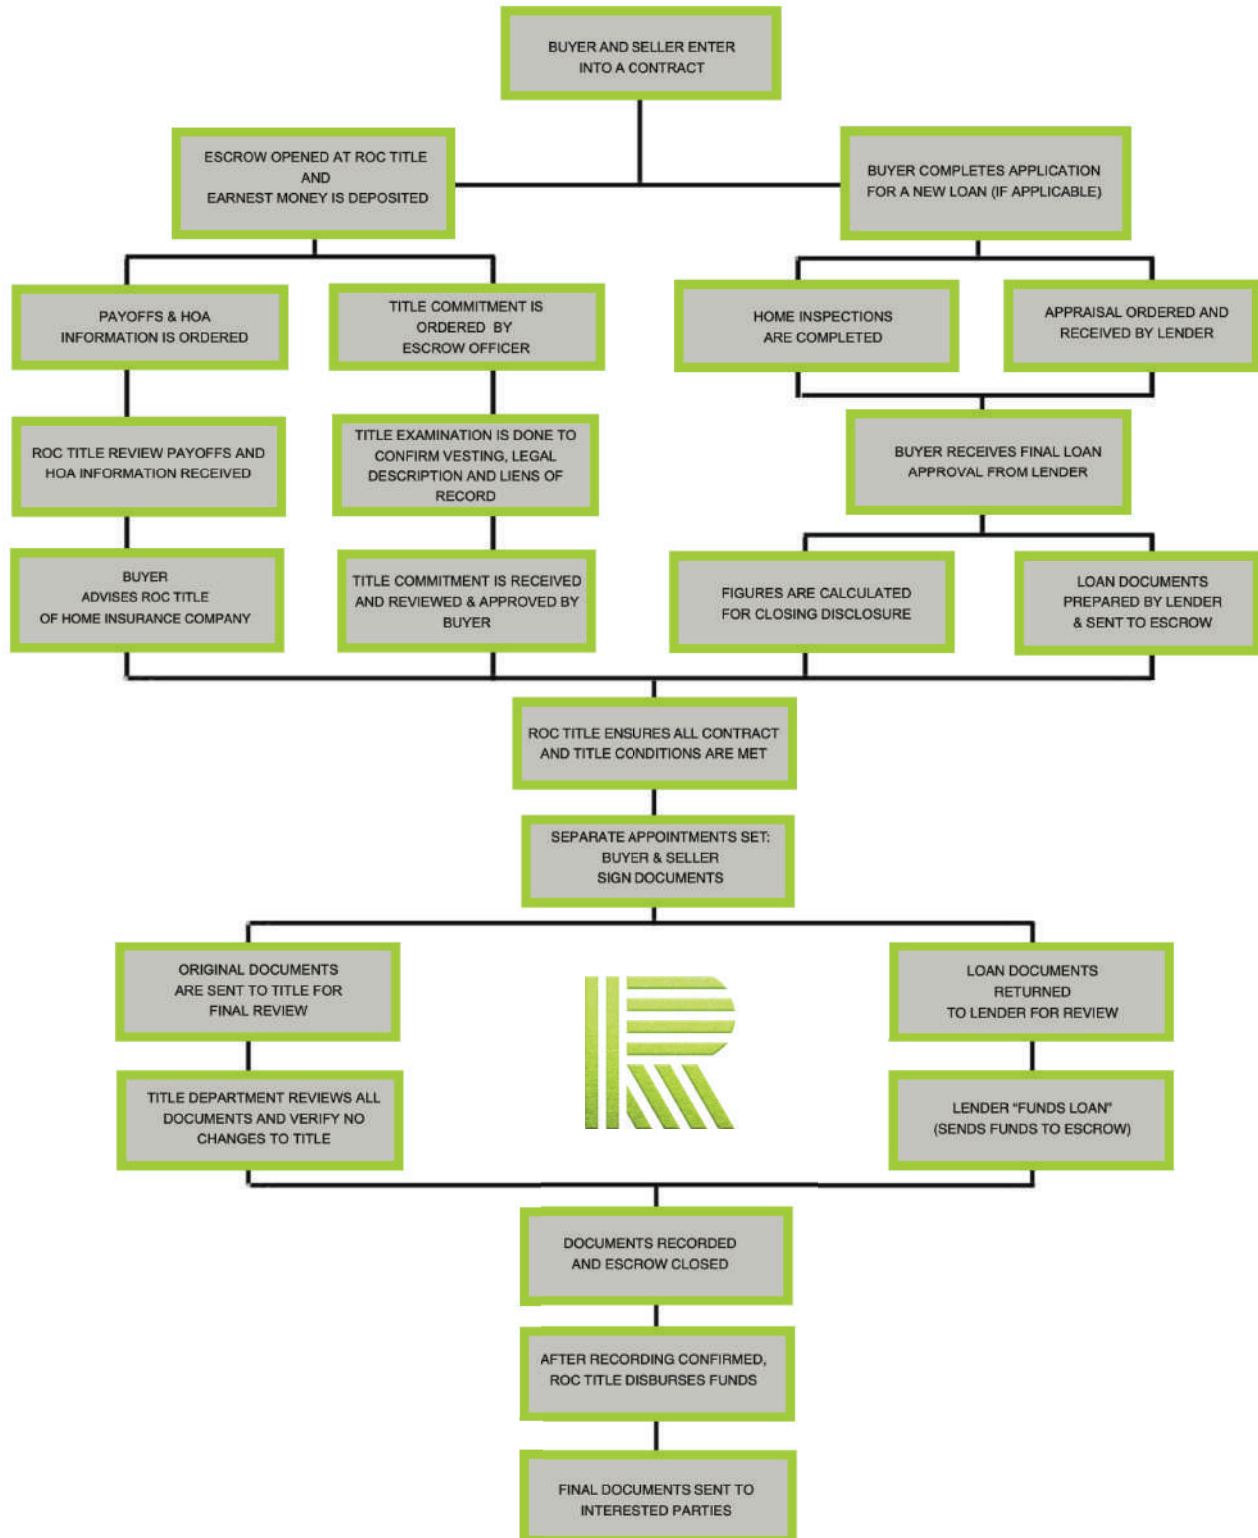 BUYER AND SELLER ENTER
INTO A CONTRACT
ESCROW OPENED AT ROC TITLE
AND
EARNEST MONEY IS DEPOSITED
BUYER COMPLETES APPLICATION
FOR A NEW LOAN (IF APPLICABLE)
PAYOFFS & HOA
INFORMATION IS ORDERED
TITLE COMMITMENT IS
ORDERED BY
ESCROW OFFICER
HOME INSPECTIONS
ARE COMPLETED
APPRAISAL ORDERED AND
RECEIVED BY LENDER
ROC TITLE REVIEW PAYOFFS AND
HOA INFORMATION RECEIVED
TITLE EXAMINATION IS DONE TO
CONFIRM VESTING, LEGAL
DESCRIPTION AND LIENS OF
RECORD
BUYER RECEIVES FINAL LOAN
APPROVAL FROM LENDER
BUYER
ADVISES ROC TITLE
OF HOME INSURANCE COMPANY
TITLE COMMITMENT IS RECEIVED
AND REVIEWED & APPROVED BY
BUYER
FIGURES ARE CALCULATED
FOR CLOSING DISCLOSURE
LOAN DOCUMENTS
PREPARED BY LENDER
& SENT TO ESCROW
ROC TITLE ENSURES ALL CONTRACT
AND TITLE CONDITIONS ARE MET
SEPARATE APPOINTMENTS SET:
BUYER & SELLER
SIGN DOCUMENTS
ORIGINAL DOCUMENTS
ARE SENT TO TITLE FOR
FINAL REVIEW
LOAN DOCUMENTS
RETURNED
TO LENDER FOR REVIEW
TITLE DEPARTMENT REVIEWS ALL
DOCUMENTS AND VERIFY NO
CHANGES TO TITLE
LENDER “FUNDS LOAN”
(SENDS FUNDS TO ESCROW)
DOCUMENTS RECORDED
AND ESCROW CLOSED
AFTER RECORDING CONFIRMED,
ROC TITLE DISBURSES FUNDS
FINAL DOCUMENTS SENT TO
INTERESTED PARTIES